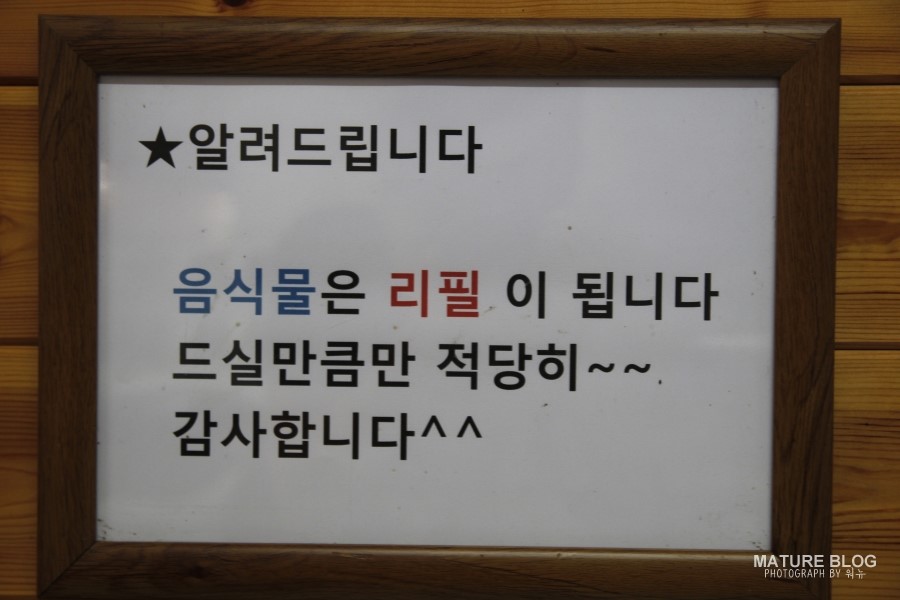 ★알려드립니다
음식물은 리필 이 됩니다
드실만큼만 적당히~~
감사합니다^^
MATURE BLOG
PHOTOGRAPH BY 워뉴